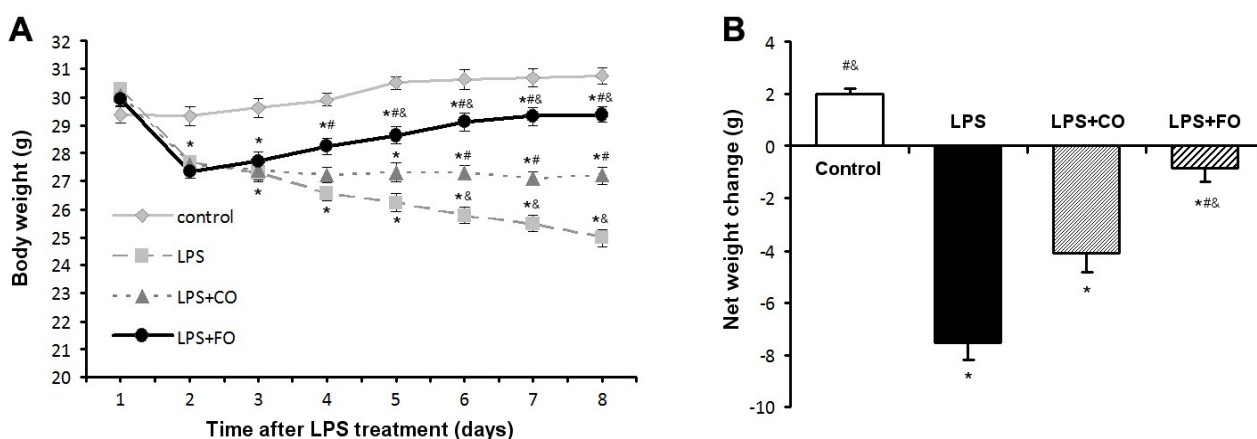 A
32
31
30
29
28
27
26
25
24
23
22
21
20
Body weight (g)
1 2 3 4 5 6 7 8
Time after LPS treatment (days)
control
LPS
LPS+CO
LPS+FO
* * *# *#& *#& *#& *#&
* *# *# *#
* * * *& *& *&
B
4
2
0
-2
-4
-6
-8
-10
Net weight change (g)
#&
Control
LPS
LPS+CO
LPS+FO
*
*
*#&